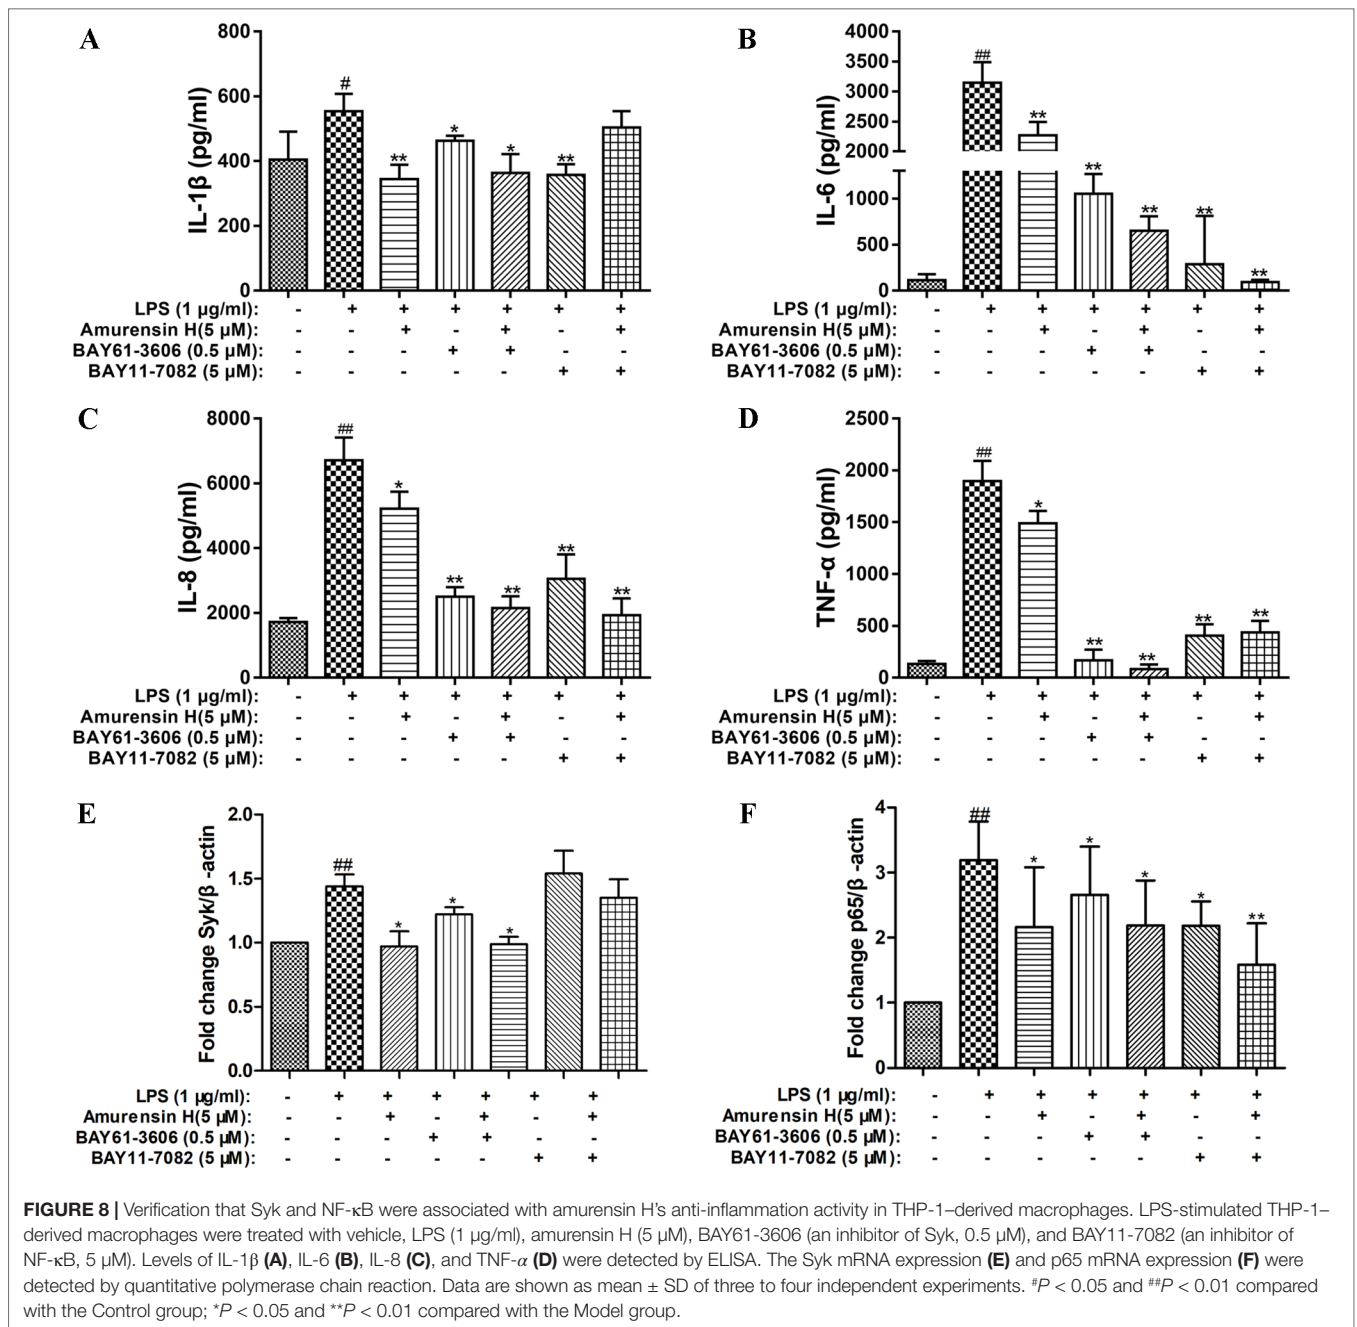 A
800
600
400
200
0
IL-1β (pg/ml)
# ** * * **
LPS (1 µg/ml): - + + + + + +
Amurensin H(5 µM): - - + - + - +
BAY61-3606 (0.5 µM): - - - + + - -
BAY11-7082 (5 µM): - - - - - + +
B
4000
3500
3000
2500
2000
1000
500
0
IL-6 (pg/ml)
## ** ** ** ** **
LPS (1 µg/ml): - + + + + + +
Amurensin H(5 µM): - - + - + - +
BAY61-3606 (0.5 µM): - - - + + - -
BAY11-7082 (5 µM): - - - - - + +
C
8000
6000
4000
2000
0
IL-8 (pg/ml)
## * ** ** ** **
LPS (1 µg/ml): - + + + + + +
Amurensin H(5 µM): - - + - + - +
BAY61-3606 (0.5 µM): - - - + + - -
BAY11-7082 (5 µM): - - - - - + +
D
2500
2000
1500
1000
500
0
TNF-α (pg/ml)
## * ** ** ** **
LPS (1 µg/ml): - + + + + + +
Amurensin H(5 µM): - - + - + - +
BAY61-3606 (0.5 µM): - - - + + - -
BAY11-7082 (5 µM): - - - - - + +
E
2.0
1.5
1.0
0.5
0.0
Fold change Syk/β -actin
## * * *
LPS (1 µg/ml): - + + + + + +
Amurensin H(5 µM): - - + - + - +
BAY61-3606 (0.5 µM): - - - + + - -
BAY11-7082 (5 µM): - - - - - + +
F
4
3
2
1
0
Fold change p65/β -actin
## * * * * **
LPS (1 µg/ml): - + + + + + +
Amurensin H(5 µM): - - + - + - +
BAY61-3606 (0.5 µM): - - - + + - -
BAY11-7082 (5 µM): - - - - - + +
FIGURE 8 | Verification that Syk and NF-κB were associated with amurensin H's anti-inflammation activity in THP-1–derived macrophages. LPS-stimulated THP-1–
derived macrophages were treated with vehicle, LPS (1 µg/ml), amurensin H (5 µM), BAY61-3606 (an inhibitor of Syk, 0.5 µM), and BAY11-7082 (an inhibitor of
NF-κB, 5 µM). Levels of IL-1β (A), IL-6 (B), IL-8 (C), and TNF-α (D) were detected by ELISA. The Syk mRNA expression (E) and p65 mRNA expression (F) were
detected by quantitative polymerase chain reaction. Data are shown as mean ± SD of three to four independent experiments. #P < 0.05 and ##P < 0.01 compared
with the Control group; *P < 0.05 and **P < 0.01 compared with the Model group.